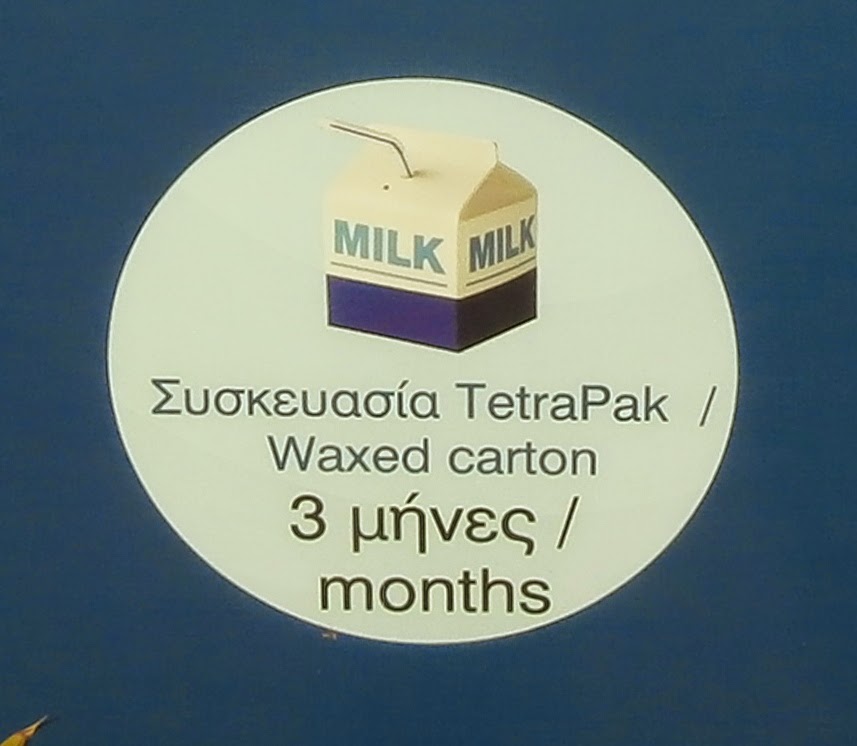 MILK MILK
Συσκευασία TetraPak /
Waxed carton
3 μήνες /
months